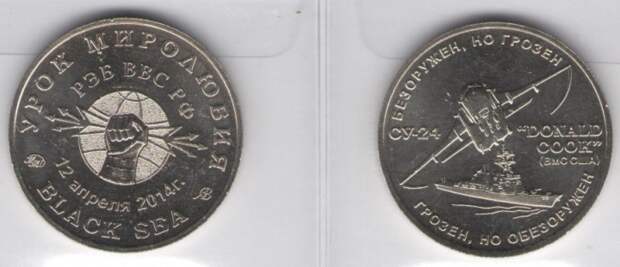 УРОК МИРОЛЮБИЯ
РЭБ ВВС РФ
12 апреля 2014г.
BLACK SEA
БЕЗОРУЖЕН, НО ГРОЗЕН
СУ-24
"DONALD
COOK"
(ВМС США)
ГРОЗЕН, НО ОБЕЗОРУЖЕН